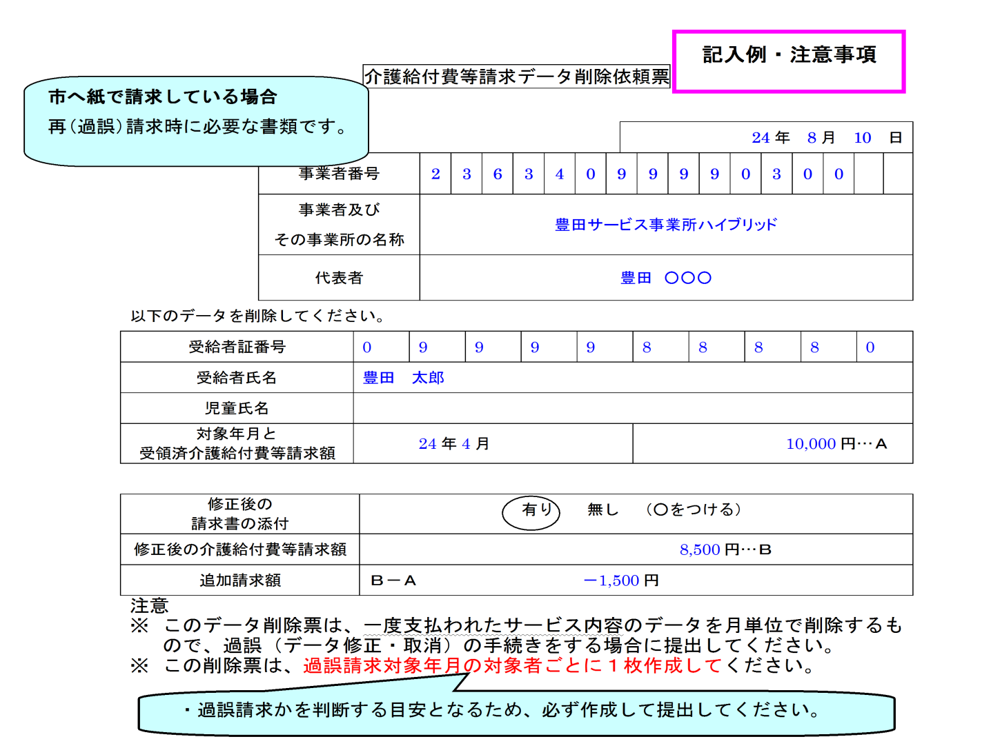 記入例・注意事項
介護給付費等請求データ削除依頼票
市へ紙で請求している場合
再（過誤）請求時に必要な書類です。
24 年 8 月 10 日
事業者番号 2 3 6 3 4 0 9 9 9 9 0 3 0 0
事業者及び
その事業所の名称
豊田サービス事業所ハイブリッド
代表者 豊田 〇〇〇
以下のデータを削除してください。
受給者証番号 0 9 9 9 9 8 8 8 8 0
受給者氏名 豊田 太郎
児童氏名
対象年月と
受領済介護給付費等請求額
24 年 4 月 10,000 円…A
修正後の
請求書の添付
有り 無し （〇をつける）
修正後の介護給付費等請求額 8,500 円…B
追加請求額 B－A －1,500 円
注意
※ このデータ削除票は、一度支払われたサービス内容のデータを月単位で削除するも
ので、過誤（データ修正・取消）の手続きをする場合に提出してください。
※ この削除票は、過誤請求対象年月の対象者ごとに１枚作成してください。
・過誤請求かを判断する目安となるため、必ず作成して提出してください。